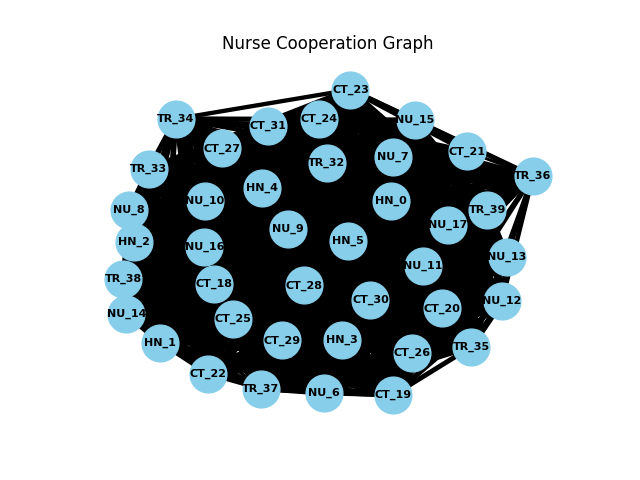 Nurse Cooperation Graph
CT_23
TR_34
CT_31
CT_24
NU_15
CT_27
TR_32
NU_7
CT_21
TR_33
TR_36
HN_4
NU_10
HN_0
NU_8
TR_39
NU_17
NU_9
HN_2
NU_16
HN_5
NU_13
NU_11
TR_38
CT_18
CT_28
CT_30
NU_12
CT_20
NU_14
CT_25
HN_1
CT_29
HN_3
CT_26
TR_35
CT_22
TR_37
NU_6
CT_19